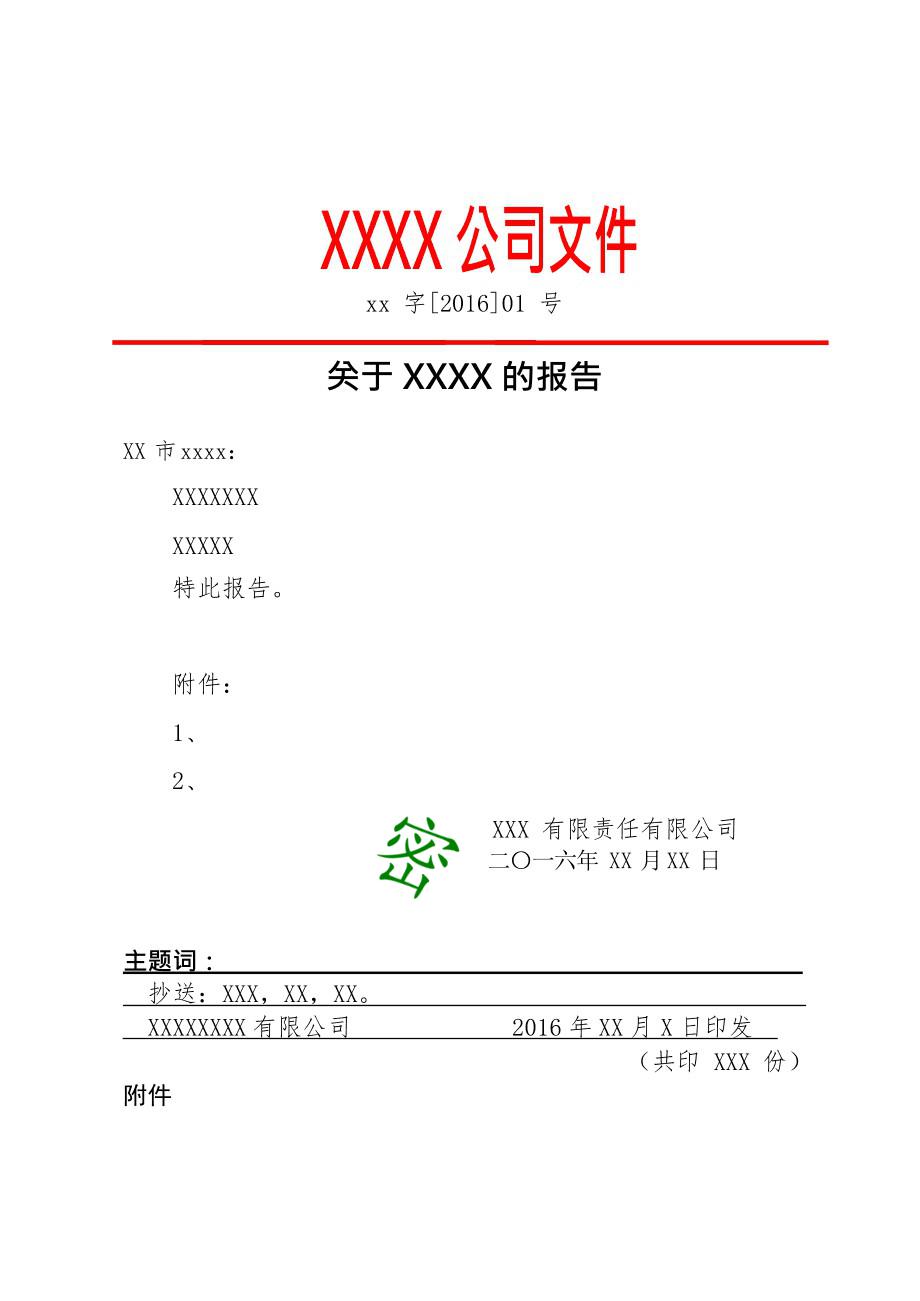 XXXX 公司文件
xx 字[2016]01 号
关于 XXXX 的报告
XX 市xxxx：
XXXXXXX
XXXXX
特此报告。
附件：
1、
2、
密
XXX 有限责任有限公司
二〇一六年 XX 月 XX 日
主题词：
抄送：XXX，XX，XX。
XXXXXXXX 有限公司 2016 年 XX 月 X 日印发
（共印 XXX 份）
附件